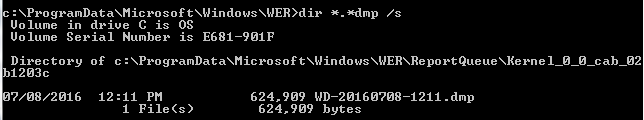 c:\ProgramData\Microsoft\Windows\WER>dir *.*dmp /s
Volume in drive C is OS
Volume Serial Number is E681-901F
Directory of c:\ProgramData\Microsoft\Windows\WER\ReportQueue\Kernel_0_0_cab_02
b1203c
07/08/2016  12:11 PM           624,909 WD-20160708-1211.dmp
1 File(s)        624,909 bytes